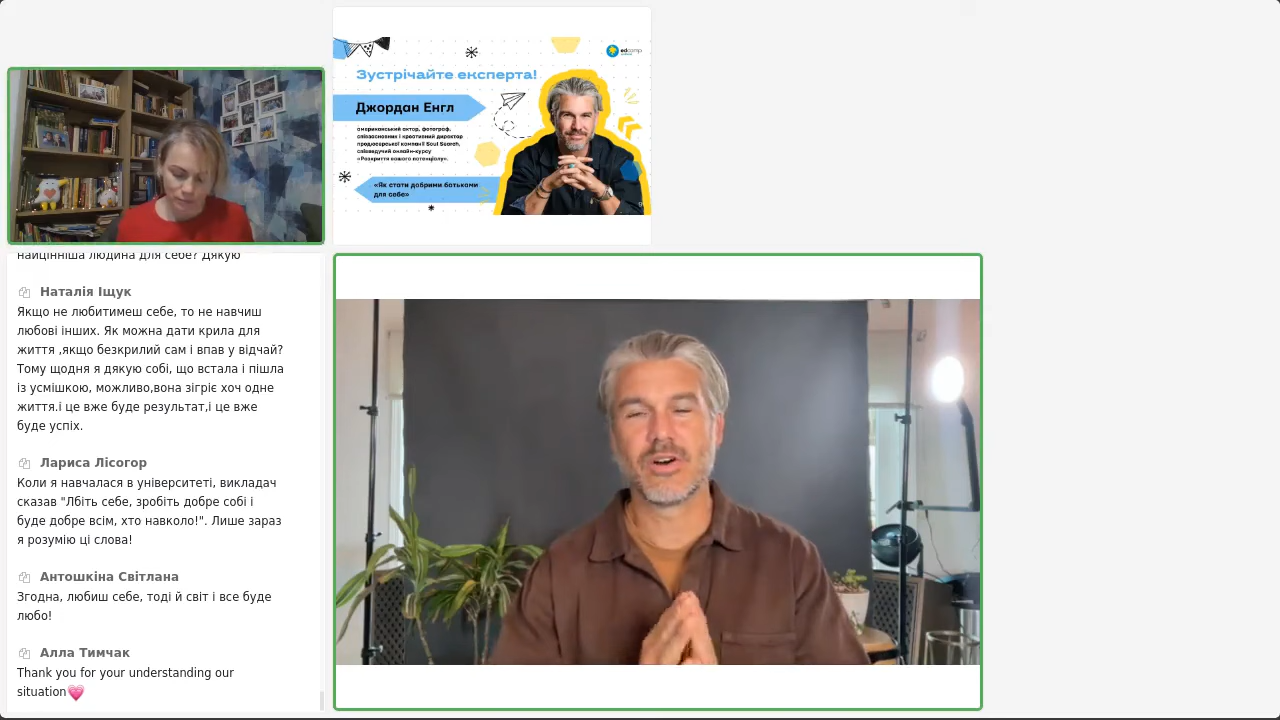 edcamp
Зустрічайте експерта!
Джордан Енгл
американський актор, фотограф,
співзасновник і креативний директор
продюсерської компанії Soul Search,
співведучий онлайн-курсу
«Розкриття вашого потенціалу».
«Як стати добрими батьками
для себе»
найцінніша людина для себе? Дякую
Наталія Іщук
Якщо не любитимеш себе, то не навчиш
любові інших. Як можна дати крила для
життя ,якщо безкрилий сам і впав у відчай?
Тому щодня я дякую собі, що встала і пішла
із усмішкою, можливо,вона зігріє хоч одне
життя.і це вже буде результат,і це вже
буде успіх.
Лариса Лісогор
Коли я навчалася в університеті, викладач
сказав "Лбіть себе, зробіть добре собі і
буде добре всім, хто навколо!". Лише зараз
я розумію ці слова!
Антошкіна Світлана
Згодна, любиш себе, тоді й світ і все буде
любо!
Алла Тимчак
Thank you for your understanding our
situation💗